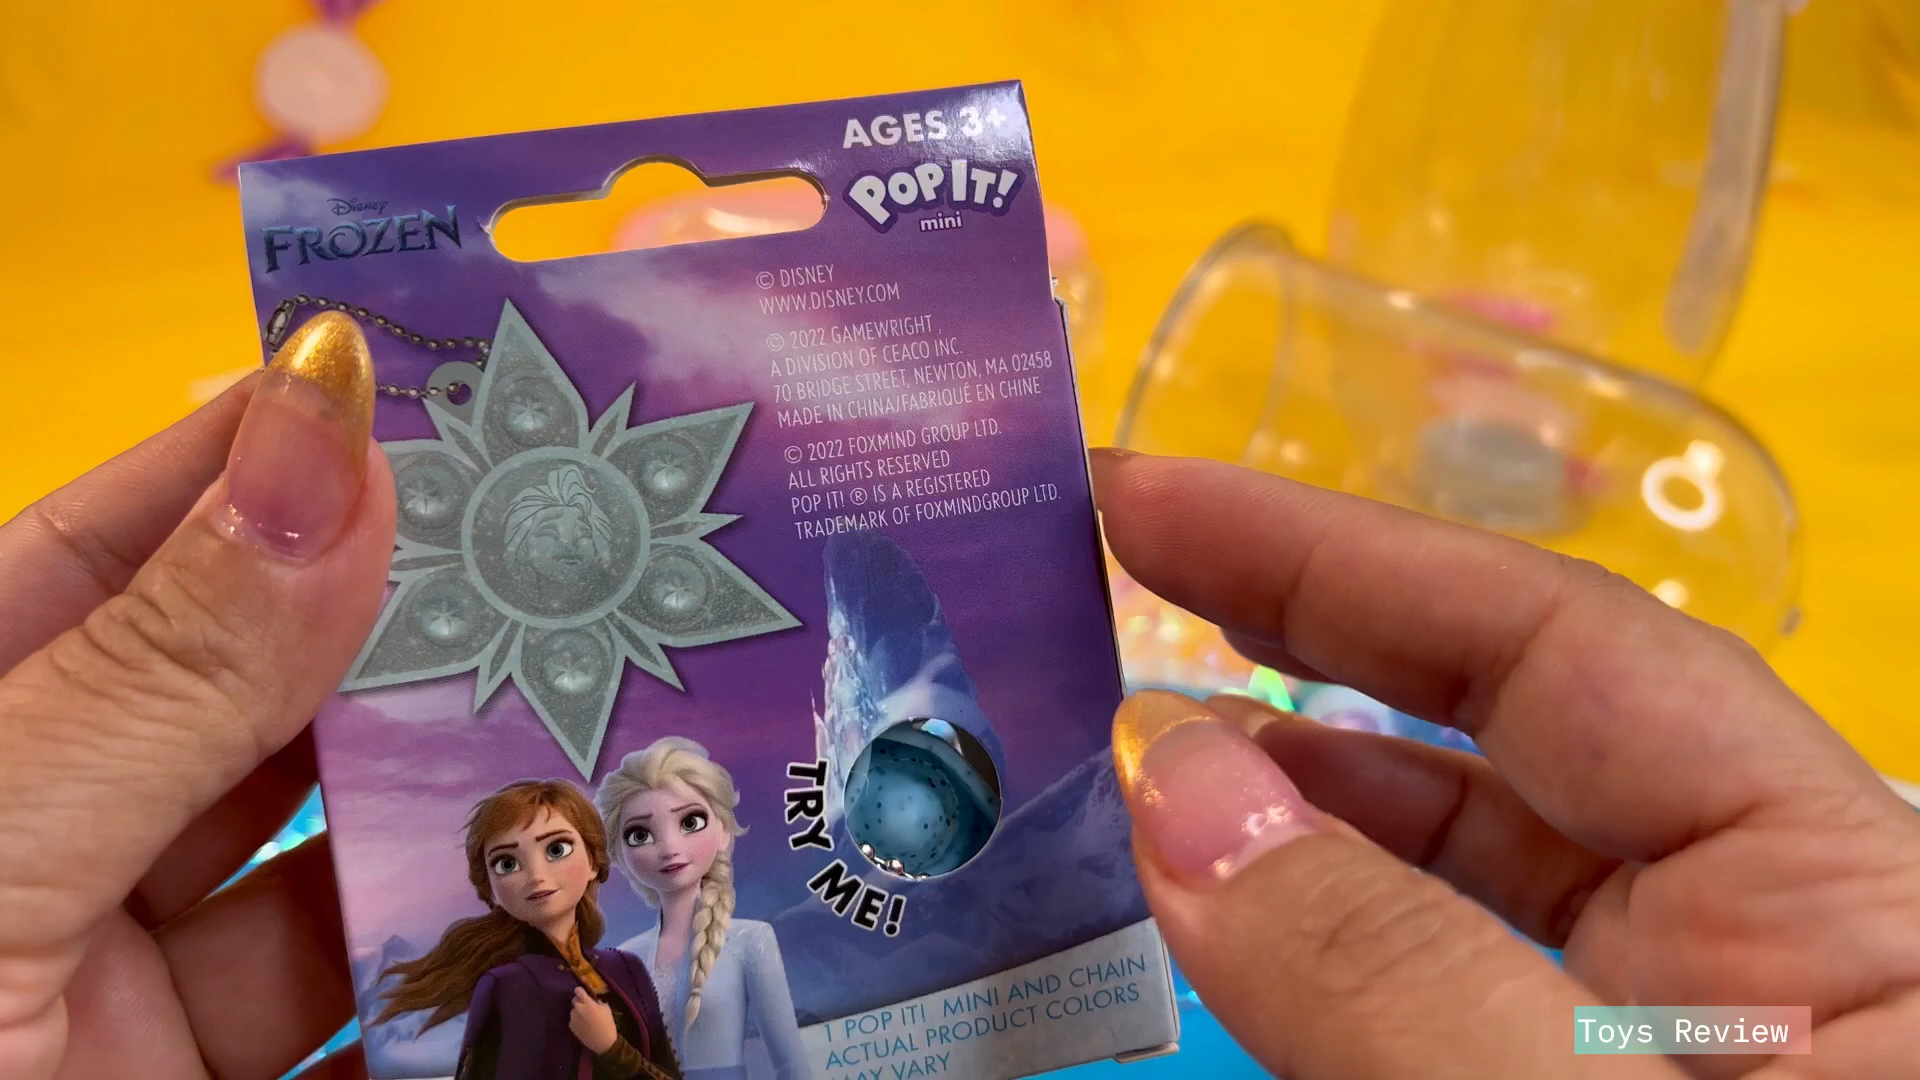 AGES 3+
POP IT!
mini
Disney
FROZEN
© DISNEY
WWW.DISNEY.COM
© 2022 GAMEWRIGHT,
A DIVISION OF CEACO INC.
70 BRIDGE STREET, NEWTON, MA 02458
MADE IN CHINA/FABRIQUÉ EN CHINE
© 2022 FOXMIND GROUP LTD.
ALL RIGHTS RESERVED
POP IT! ® IS A REGISTERED
TRADEMARK OF FOXMINDGROUP LTD.
TRY ME!
1 POP IT! MINI AND CHAIN
ACTUAL PRODUCT COLORS
MAY VARY
Toys Review